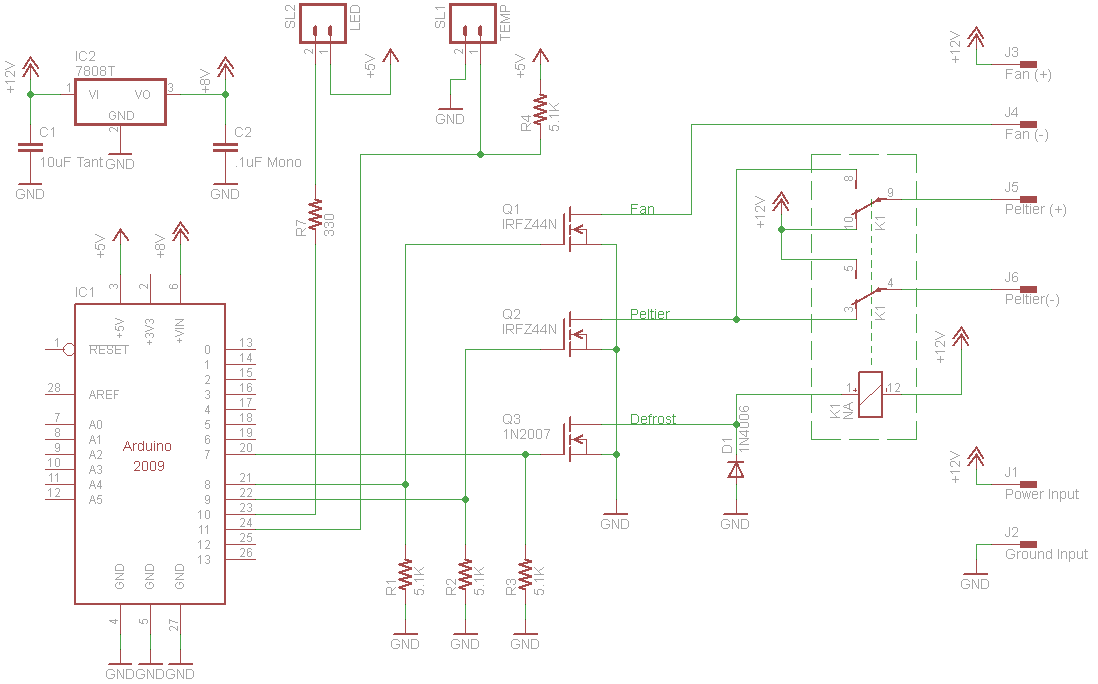 SL2
LED
2
1
SL1
TEMP
2
1
+12V
IC2
7808T
1
VI
VO
3
GND
2
+8V
C1
10uF Tant
GND
GND
C2
.1uF Mono
GND
+5V
GND
+5V
R4
5.1K
+12V
J3
Fan (+)
J4
Fan (-)
J5
Peltier (+)
J6
Peltier(-)
R7
330
Q1
IRFZ44N
Fan
Q2
IRFZ44N
Peltier
Q3
1N2007
Defrost
+12V
8
9
10
K1
5
4
3
K1
+12V
1
12
K1
NA
D1
1N4006
GND
GND
+12V
J1
Power Input
J2
Ground Input
GND
+5V
+8V
IC1
3
2
6
+5V
+3V3
+VIN
1
RESET
28
AREF
7
A0
8
A1
9
A2
10
A3
11
A4
12
A5
Arduino
2009
0
13
1
14
2
15
3
16
4
17
5
18
6
19
7
20
8
21
9
22
10
23
11
24
12
25
13
26
GND
GND
GND
4
5
27
GND
GND
GND
R1
5.1K
GND
R2
5.1K
GND
R3
5.1K
GND